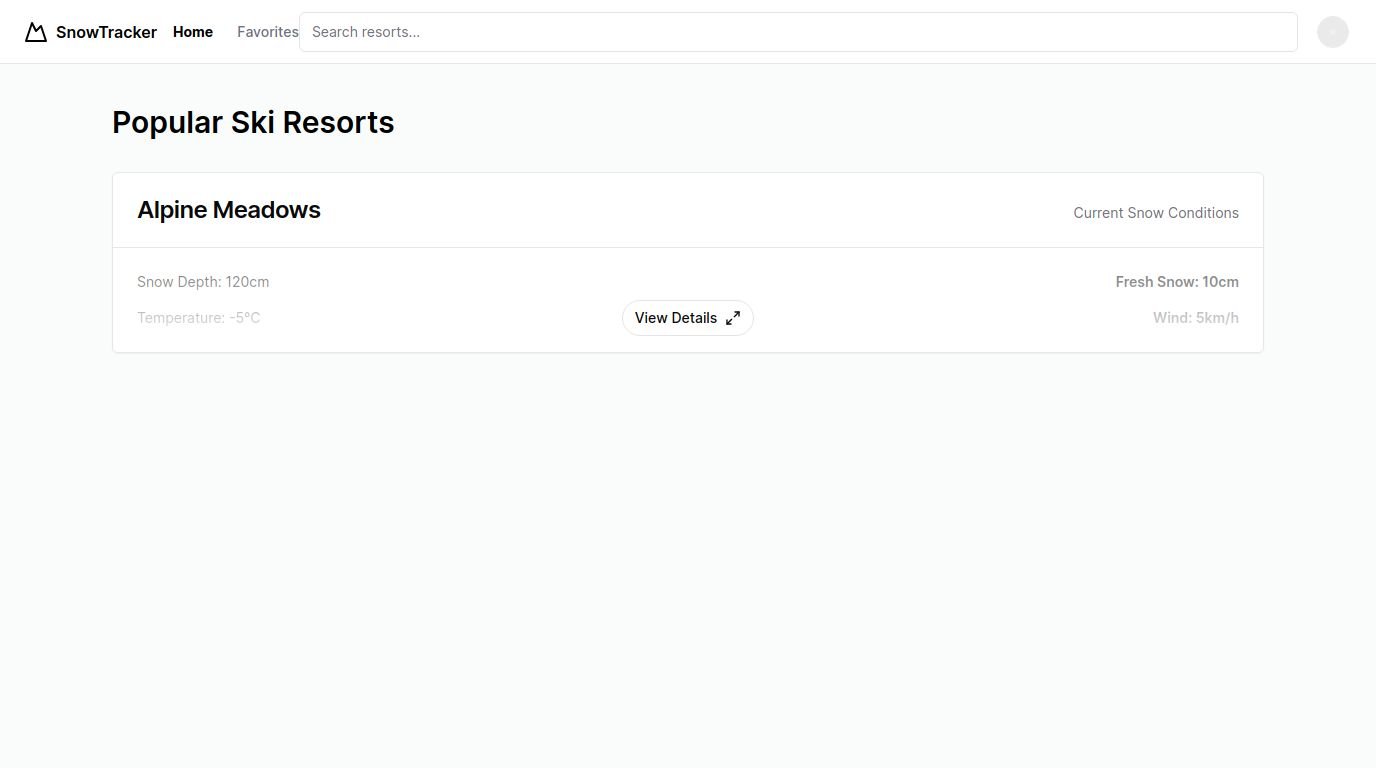 SnowTracker Home Favorites Search resorts...
Popular Ski Resorts
Alpine Meadows Current Snow Conditions
Snow Depth: 120cm Fresh Snow: 10cm
Temperature: -5°C View Details Wind: 5km/h